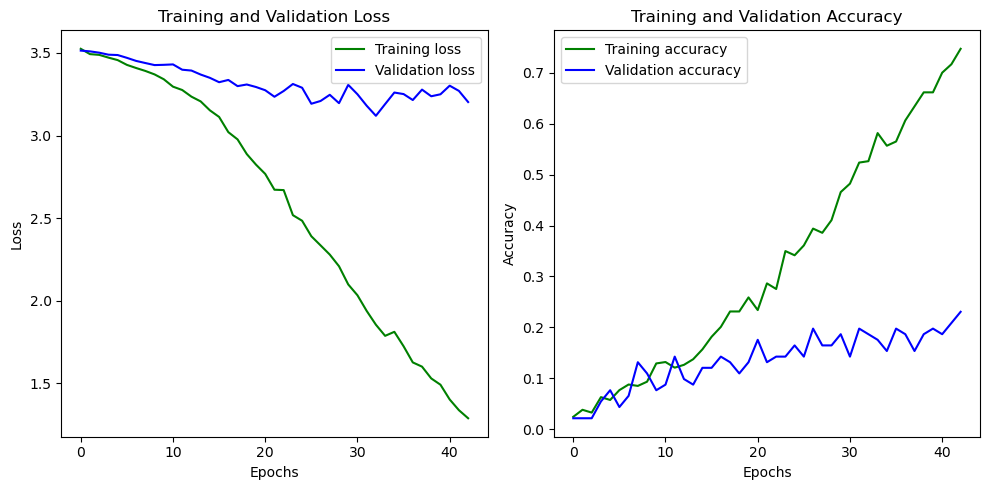 Training and Validation Loss
Training loss
Validation loss
3.5
3.0
2.5
2.0
1.5
Loss
0
10
20
30
40
Epochs
Training and Validation Accuracy
Training accuracy
Validation accuracy
0.7
0.6
0.5
0.4
0.3
0.2
0.1
0.0
Accuracy
0
10
20
30
40
Epochs